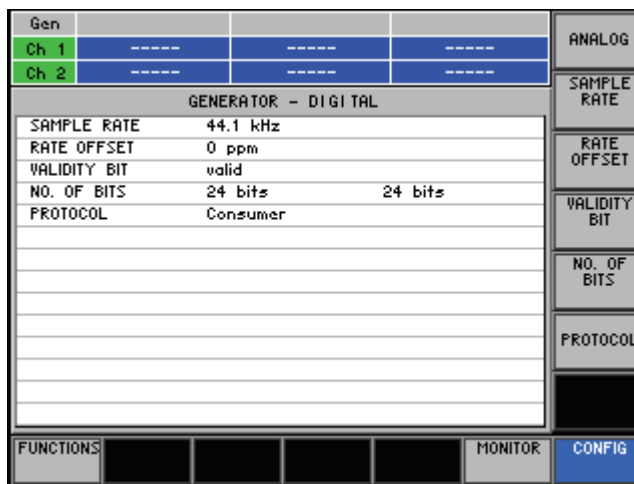 Gen
Ch 1 ----- ----- -----
Ch 2 ----- ----- -----
GENERATOR - DIGITAL
SAMPLE RATE 44.1 kHz
RATE OFFSET 0 ppm
VALIDITY BIT valid
NO. OF BITS 24 bits 24 bits
PROTOCOL Consumer
ANALOG
SAMPLE
RATE
RATE
OFFSET
VALIDITY
BIT
NO. OF
BITS
PROTOCOL
FUNCTIONS MONITOR CONFIG